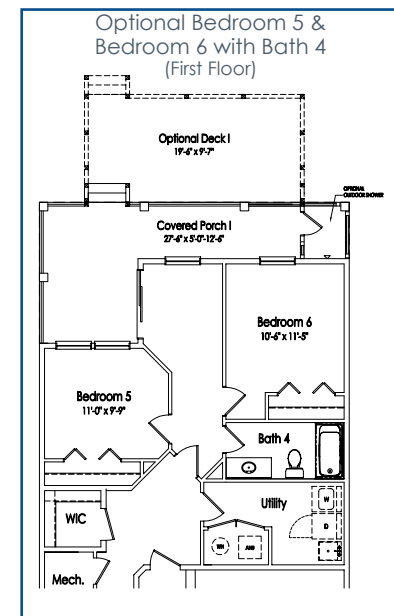 Optional Bedroom 5 &
Bedroom 6 with Bath 4
(First Floor)
Optional Deck I
19'-6" x 9'-7"
OPTIONAL
OUTDOOR SHOWER
Covered Porch I
27'-6" x 5'-0"-12'-6"
Bedroom 6
10'-6" x 11'-5"
Bedroom 5
11'-0" x 9'-9"
Bath 4
WIC
Utility
W
D
WH
AHU
Mech.